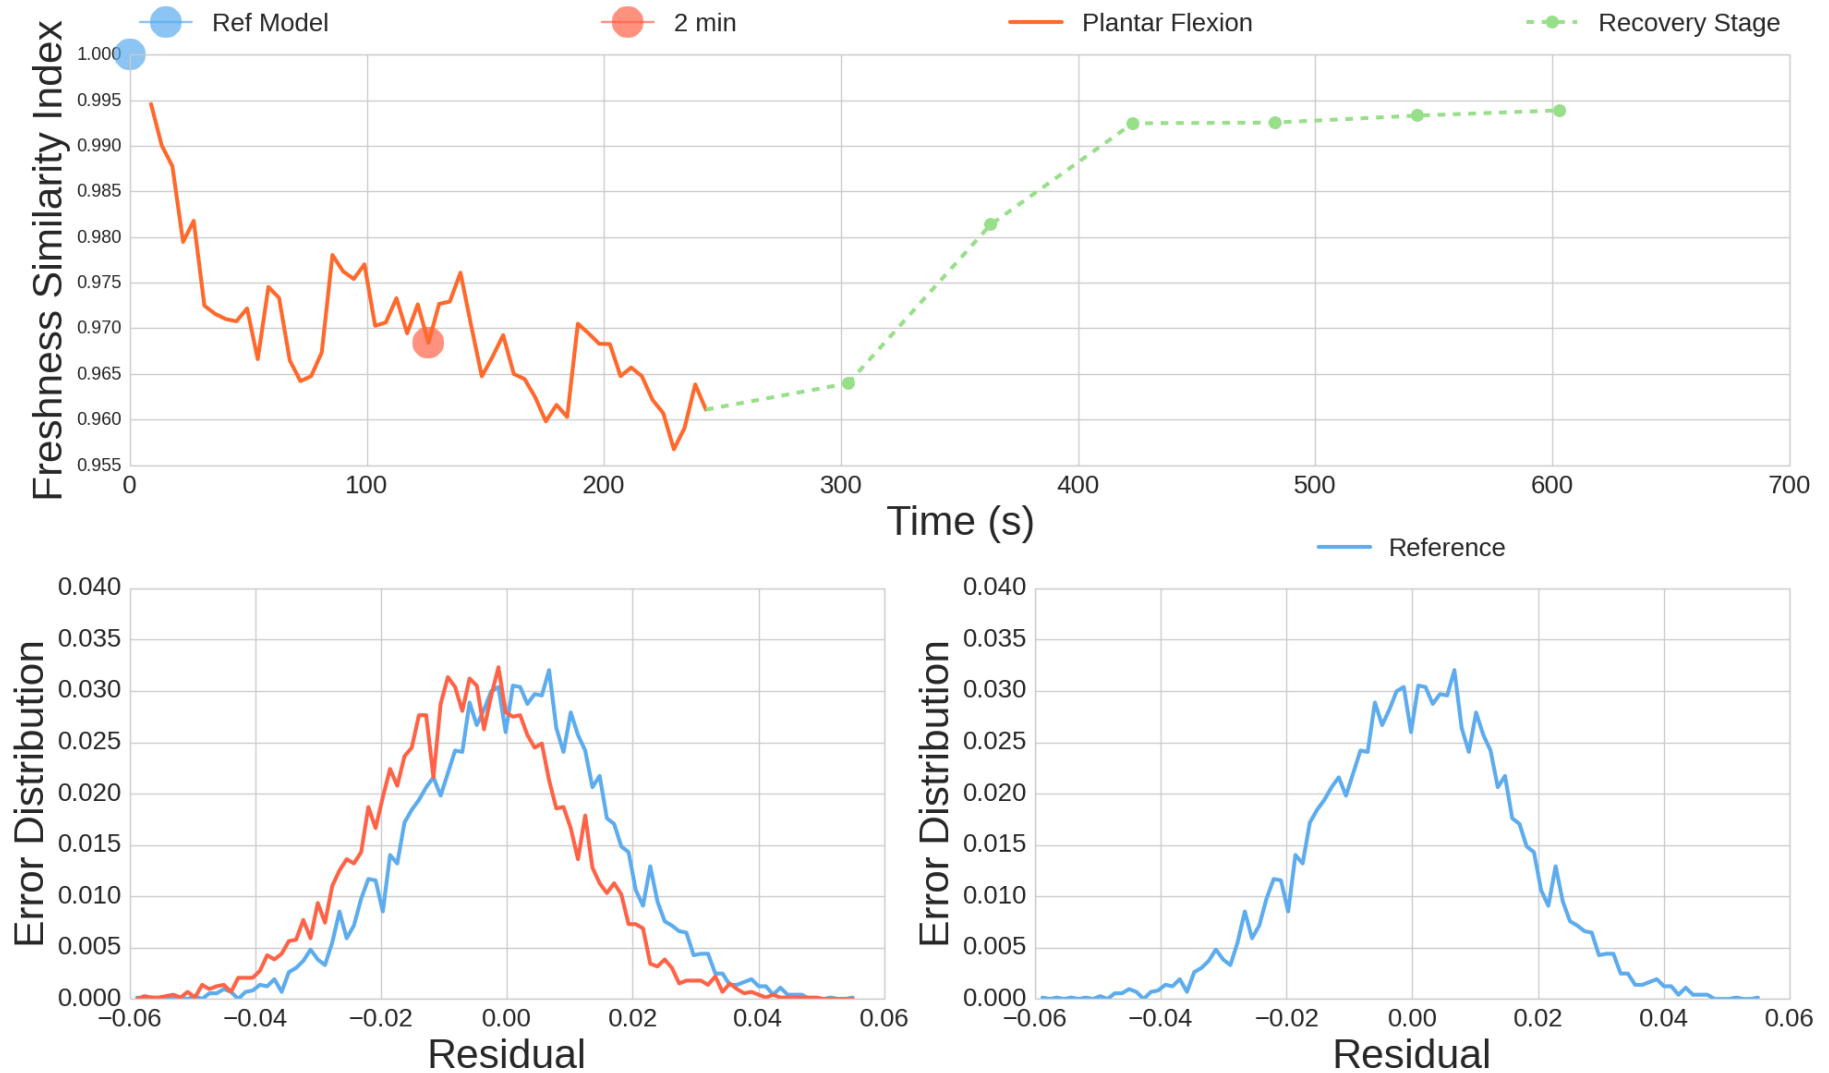 Ref Model
2 min
Plantar Flexion
Recovery Stage
Freshness Similarity Index
1.000
0.995
0.990
0.985
0.980
0.975
0.970
0.965
0.960
0.955
0 100 200 300 400 500 600 700
Time (s)
Reference
Error Distribution
0.040
0.035
0.030
0.025
0.020
0.015
0.010
0.005
0.000
−0.06 −0.04 −0.02 0.00 0.02 0.04 0.06
Residual
Error Distribution
0.040
0.035
0.030
0.025
0.020
0.015
0.010
0.005
0.000
−0.06 −0.04 −0.02 0.00 0.02 0.04 0.06
Residual